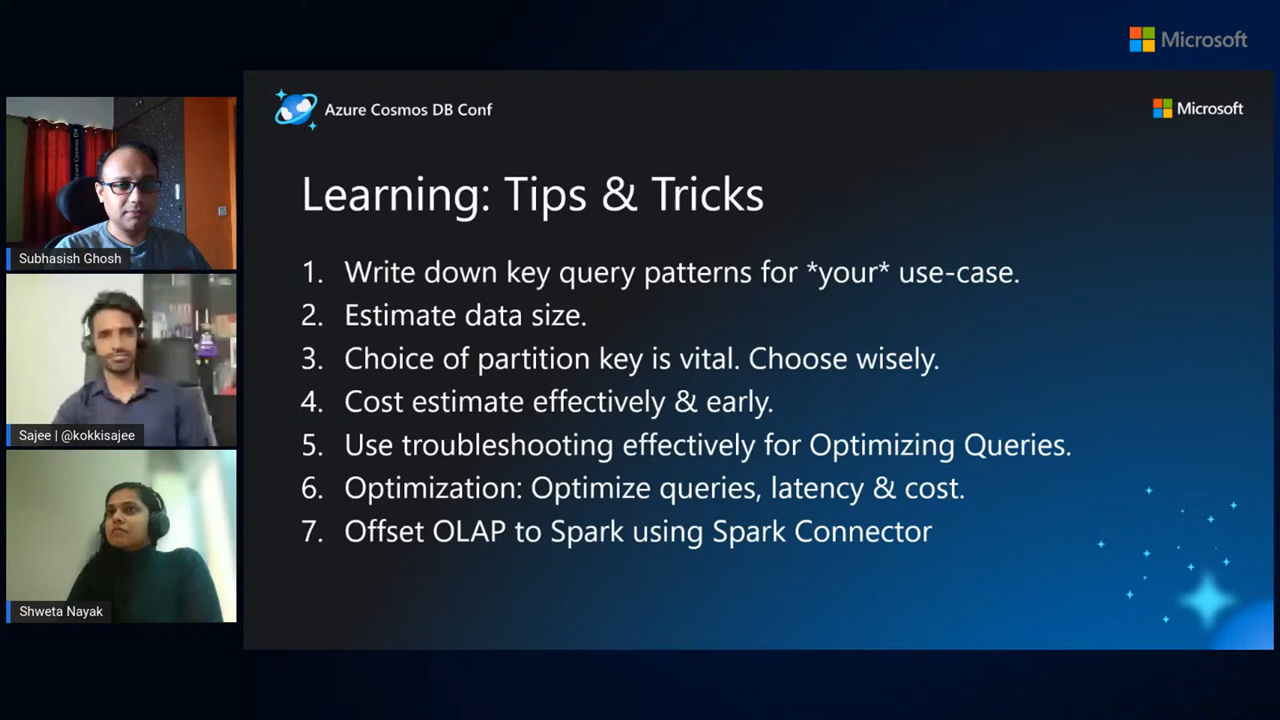 Microsoft
Azure Cosmos DB Conf
Microsoft
Learning: Tips & Tricks
1. Write down key query patterns for *your* use-case.
2. Estimate data size.
3. Choice of partition key is vital. Choose wisely.
4. Cost estimate effectively & early.
5. Use troubleshooting effectively for Optimizing Queries.
6. Optimization: Optimize queries, latency & cost.
7. Offset OLAP to Spark using Spark Connector
Azure Cosmos DB
Subhasish Ghosh
Sajee | @kokkisajee
Shweta Nayak